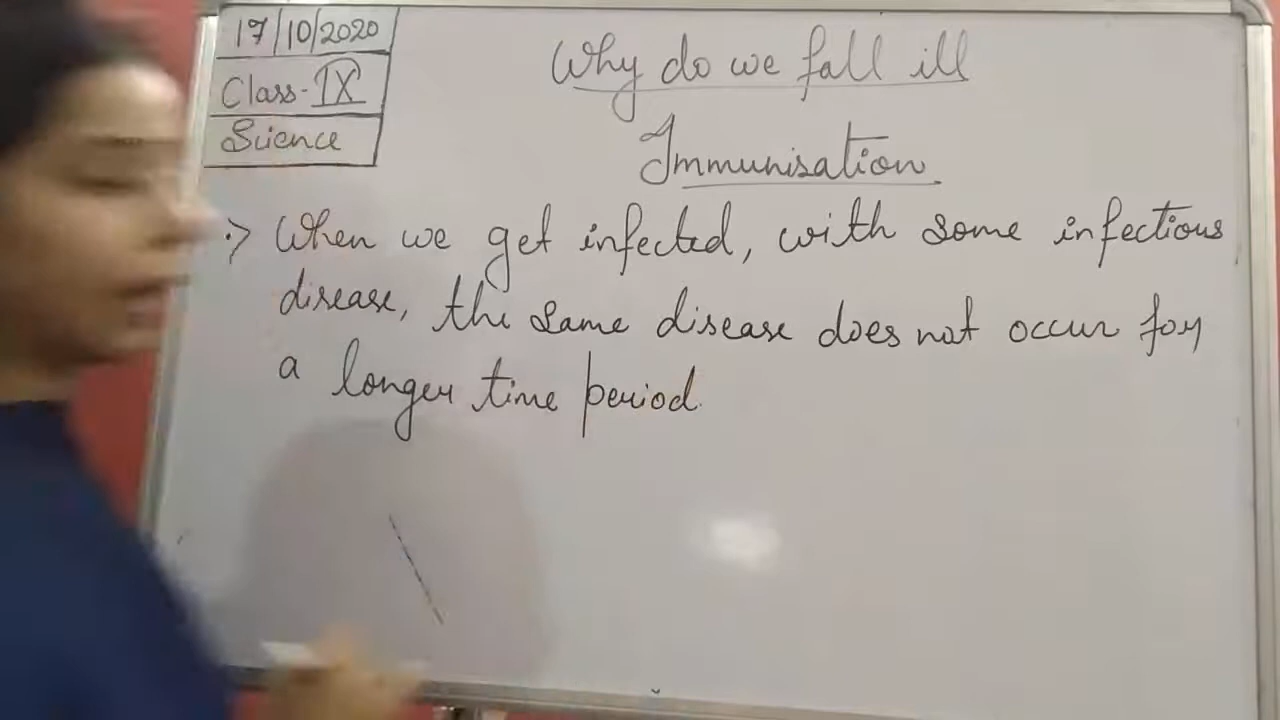 17/10/2020
Class-IX
Science
Why do we fall ill
Immunisation
:> When we get infected, with some infectious
disease, the same disease does not occur for
a longer time period.